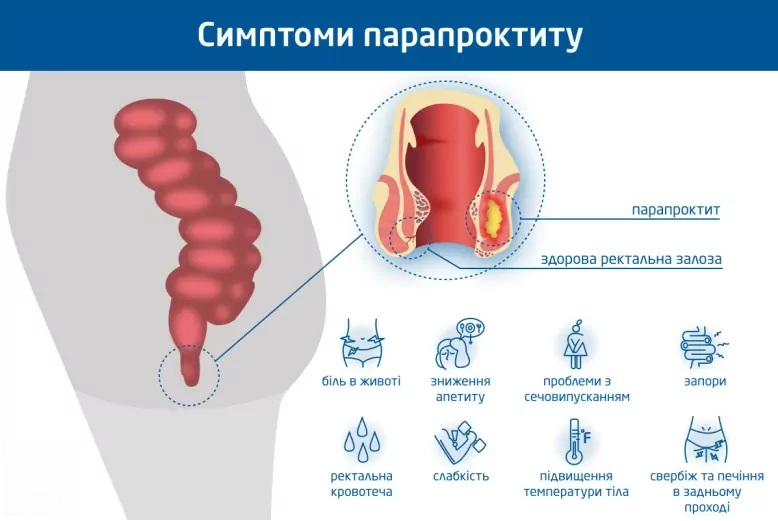 Симптоми парапроктиту
парапроктит
здорова ректальна залоза
біль в животі
зниження
апетиту
проблеми з
сечовипусканням
запори
ректальна
кровотеча
слабкість
°F
підвищення
температури тіла
свербіж та печіння
в задньому
проході